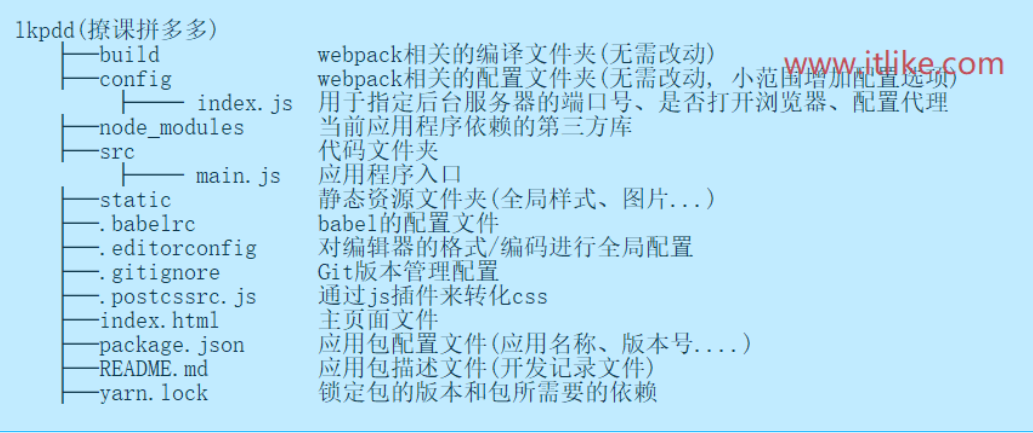 lkpdd(撩课拼多多)
├──build webpack相关的编译文件夹(无需改动)
www.itlike.com
├──config webpack相关的配置文件夹(无需改动, 小范围增加配置选项)
├── index.js 用于指定后台服务器的端口号、是否打开浏览器、配置代理
├──node_modules 当前应用程序依赖的第三方库
├──src 代码文件夹
├── main.js 应用程序入口
├──static 静态资源文件夹(全局样式、图片...)
├──.babelrc babel的配置文件
├──.editorconfig 对编辑器的格式/编码进行全局配置
├──.gitignore Git版本管理配置
├──.postcssrc.js 通过js插件来转化css
├──index.html 主页面文件
├──package.json 应用包配置文件(应用名称、版本号....)
├──README.md 应用包描述文件(开发记录文件)
├──yarn.lock 锁定包的版本和包所需要的依赖